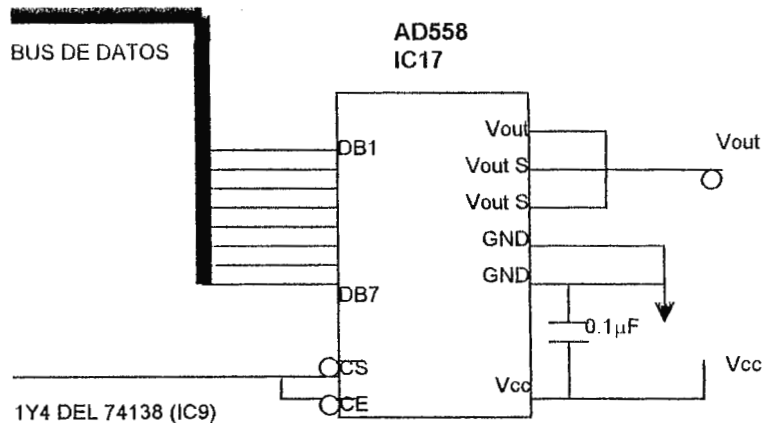 AD558
IC17
BUS DE DATOS
DB1
DB7
CS
CE
1Y4 DEL 74138 (IC9)
Vout
Vout S
Vout S
GND
GND
Vcc
Vout
0.1µF
Vcc